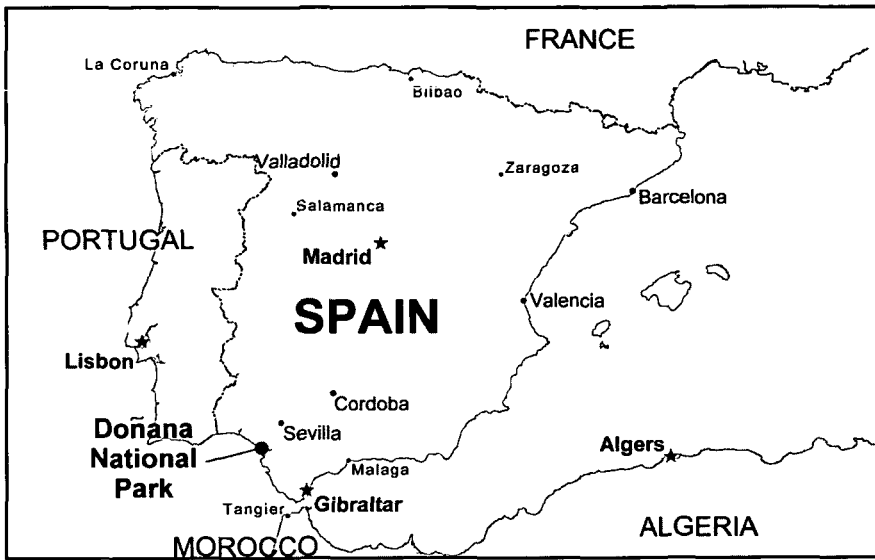 FRANCE
La Coruna
Bilbao
Valladolid
Zaragoza
Salamanca
Barcelona
PORTUGAL
Madrid
Valencia
SPAIN
Lisbon
Cordoba
Doñana
National
Park
Sevilla
Algers
Malaga
Gibraltar
Tangier
MOROCCO
ALGERIA